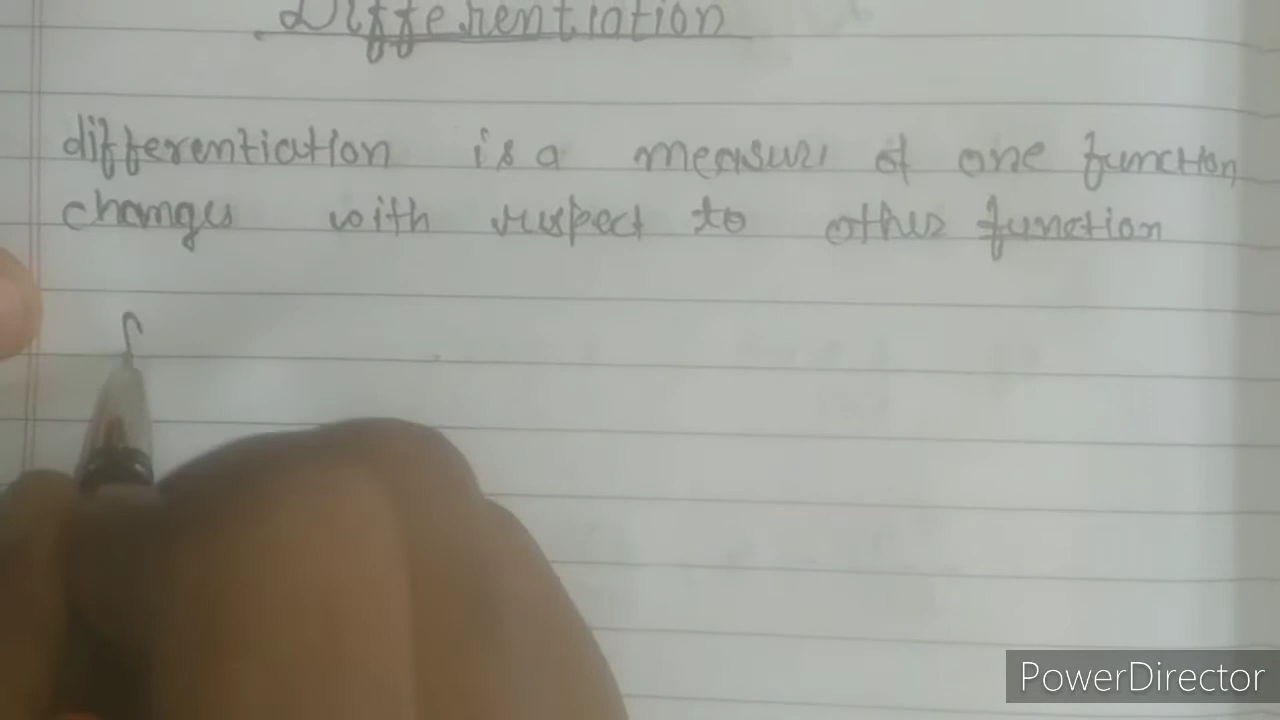 Differentiation
differentiation is a measure of one function
changes with respect to other function
PowerDirector